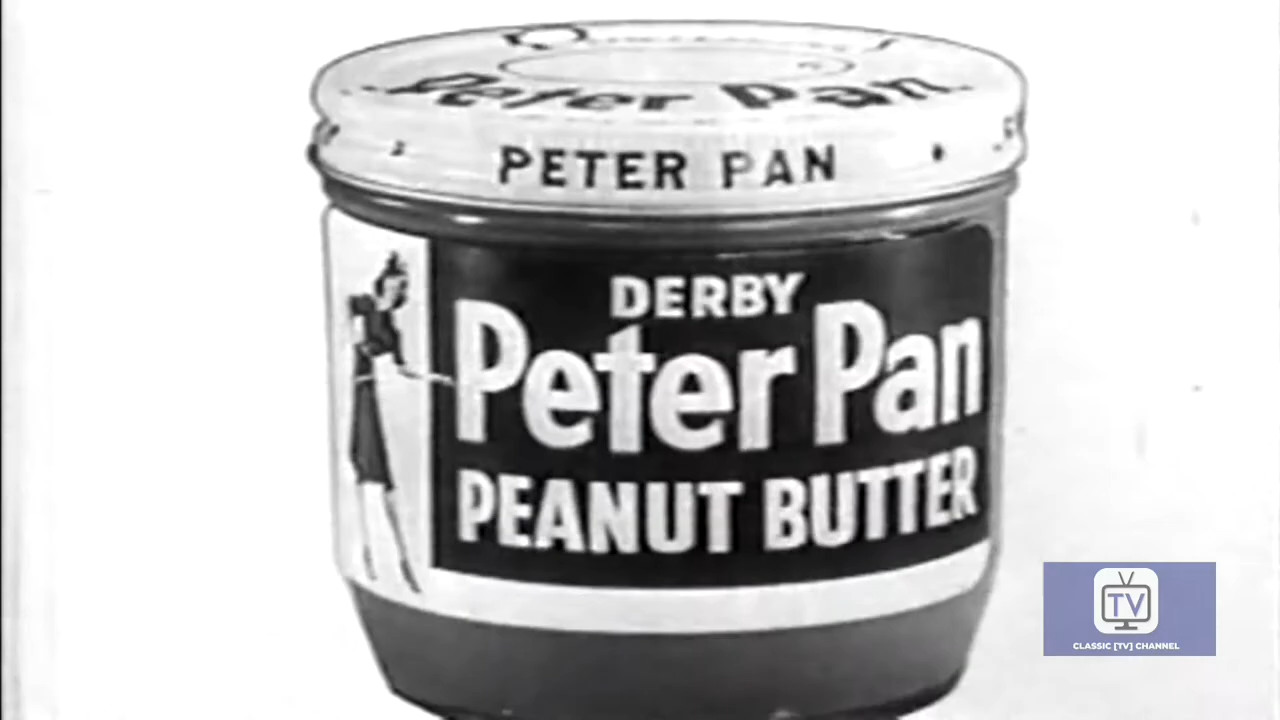 Peter Pan
PETER PAN
DERBY
Peter Pan
PEANUT BUTTER
TV
CLASSIC [TV] CHANNEL